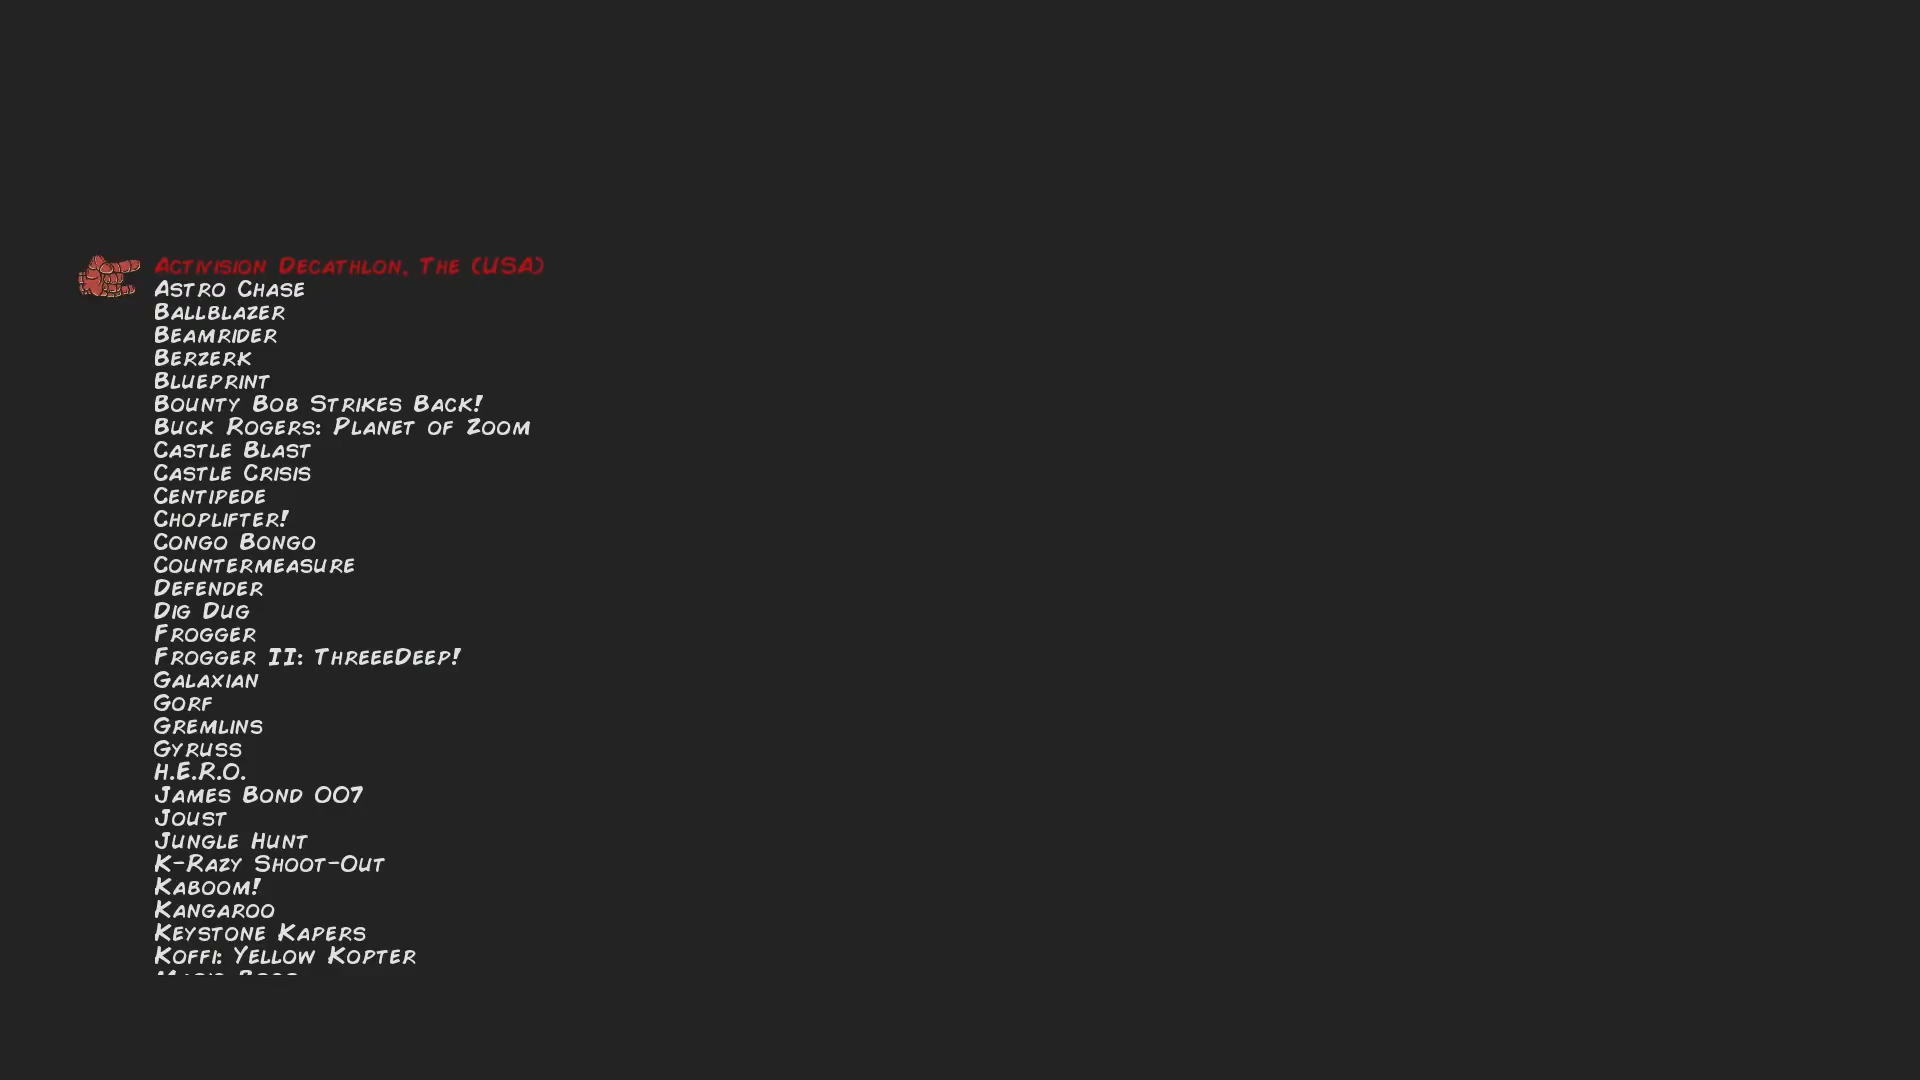 Activision Decathlon, The (USA)
Astro Chase
Ballblazer
Beamrider
Berzerk
Blueprint
Bounty Bob Strikes Back!
Buck Rogers: Planet of Zoom
Castle Blast
Castle Crisis
Centipede
Choplifter!
Congo Bongo
Countermeasure
Defender
Dig Dug
Frogger
Frogger II: ThreeeDeep!
Galaxian
Gorf
Gremlins
Gyruss
H.E.R.O.
James Bond 007
Joust
Jungle Hunt
K-Razy Shoot-Out
Kaboom!
Kangaroo
Keystone Kapers
Koffi: Yellow Kopter